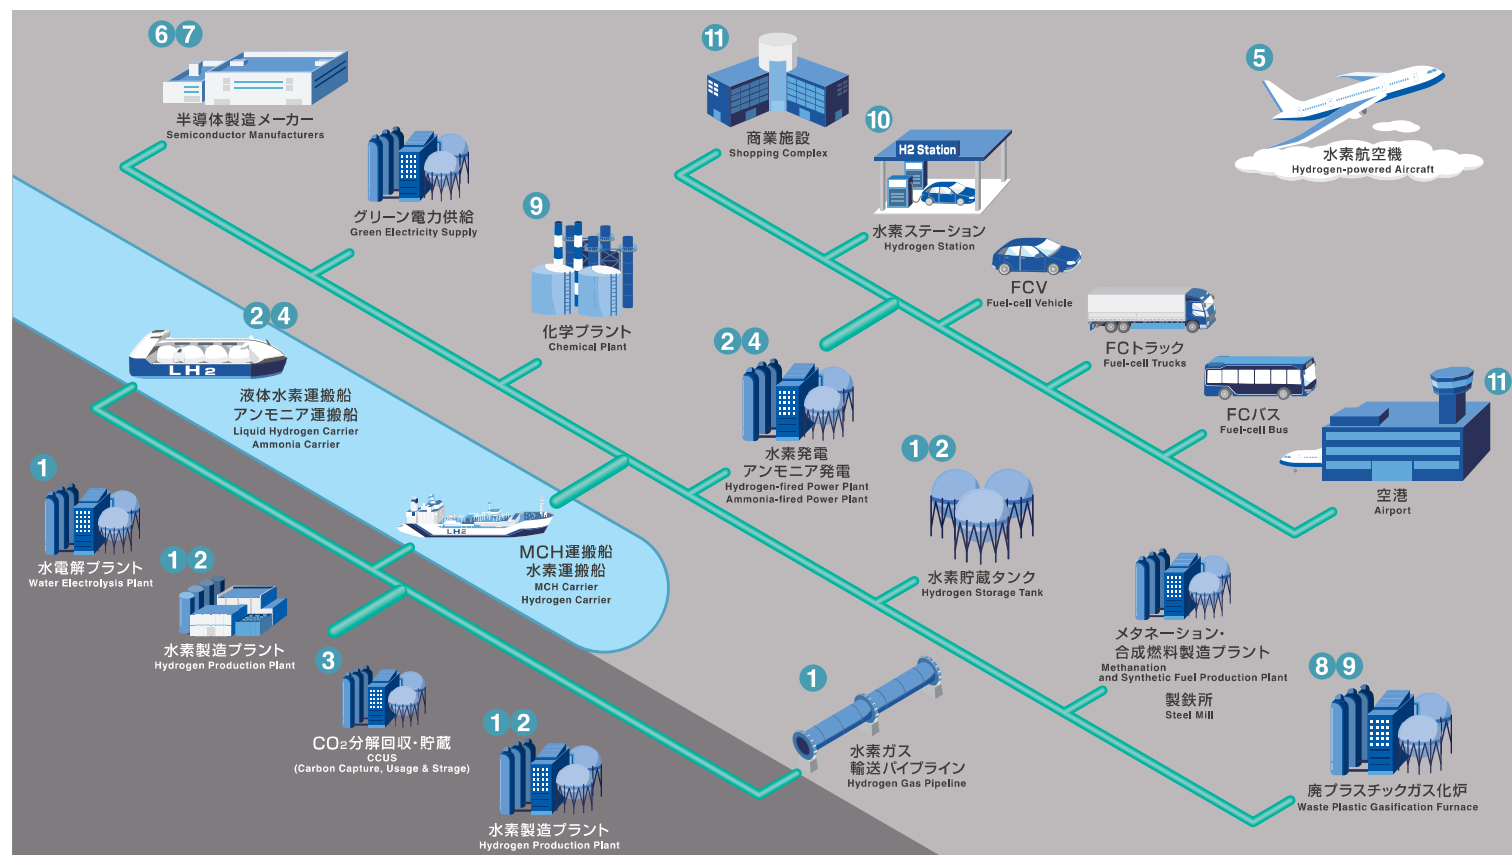 6 7
半導体製造メーカー
Semiconductor Manufacturers
グリーン電力供給
Green Electricity Supply
11
商業施設
Shopping Complex
10
H2 Station
水素ステーション
Hydrogen Station
5
水素航空機
Hydrogen-powered Aircraft
9
化学プラント
Chemical Plant
FCV
Fuel-cell Vehicle
FCトラック
Fuel-cell Trucks
FCバス
Fuel-cell Bus
11
空港
Airport
2 4
LH2
液体水素運搬船
アンモニア運搬船
Liquid Hydrogen Carrier
Ammonia Carrier
2 4
水素発電
アンモニア発電
Hydrogen-fired Power Plant
Ammonia-fired Power Plant
1 2
水素貯蔵タンク
Hydrogen Storage Tank
1
水電解プラント
Water Electrolysis Plant
1 2
水素製造プラント
Hydrogen Production Plant
LH2
MCH運搬船
水素運搬船
MCH Carrier
Hydrogen Carrier
メタネーション・
合成燃料製造プラント
Methanation
and Synthetic Fuel Production Plant
製鉄所
Steel Mill
3
CO2分解回収・貯蔵
CCUS
(Carbon Capture, Usage & Strage)
1 2
水素製造プラント
Hydrogen Production Plant
1
水素ガス
輸送パイプライン
Hydrogen Gas Pipeline
8 9
廃プラスチックガス化炉
Waste Plastic Gasification Furnace